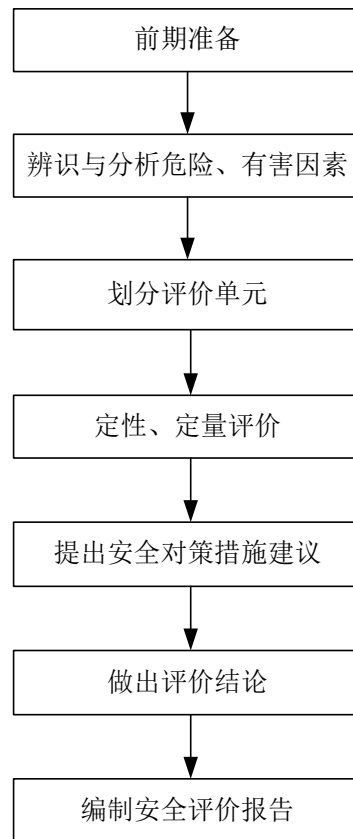 前期准备
辨识与分析危险、有害因素
划分评价单元
定性、定量评价
提出安全对策措施建议
做出评价结论
编制安全评价报告